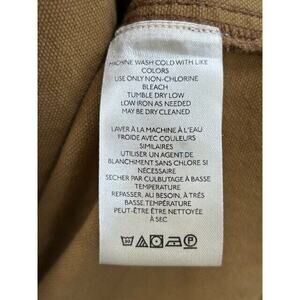 MACHINE WASH COLD WITH LIKE
COLORS
USE ONLY NON-CHLORINE
BLEACH
TUMBLE DRY LOW
LOW IRON AS NEEDED
MAY BE DRY CLEANED
LAVER À LA MACHINE À L'EAU
FROIDE AVEC COULEURS
SIMILAIRES
UTILISER UN AGENT DE
BLANCHIMENT SANS CHLORE SI
NÉCESSAIRE
SECHER PAR CULBUTAGE À BASSE
TEMPERATURE
REPASSER, AU BESOIN, À TRÈS
BASSE TEMPÉRATURE
PEUT-ÊTRE ÊTRE NETTOYÉE
À SEC